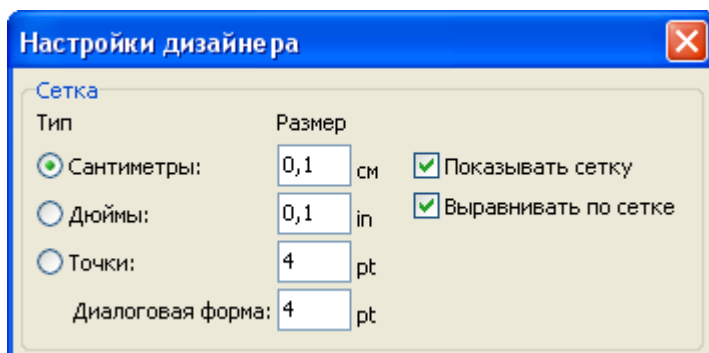 Настройки дизайнера
Сетка
Тип Размер
Сантиметры: 0,1 см Показывать сетку
Дюймы: 0,1 in Выравнивать по сетке
Точки: 4 pt
Диалоговая форма: 4 pt